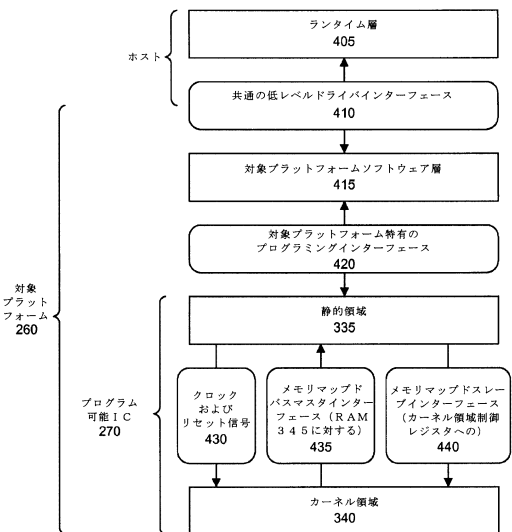 ランタイム層
405
ホスト
共通の低レベルドライバインターフェース
410
対象プラットフォームソフトウェア層
415
対象プラットフォーム特有の
プログラミングインターフェース
420
対象
プラット
フォーム
260
静的領域
335
プログラム
可能IC
270
クロック
および
リセット信号
430
メモリマップド
バスマスタインター
フェース(RAM
345に対する)
435
メモリマップドスレー
ブインターフェース
(カーネル領域制御
レジスタへの)
440
カーネル領域
340